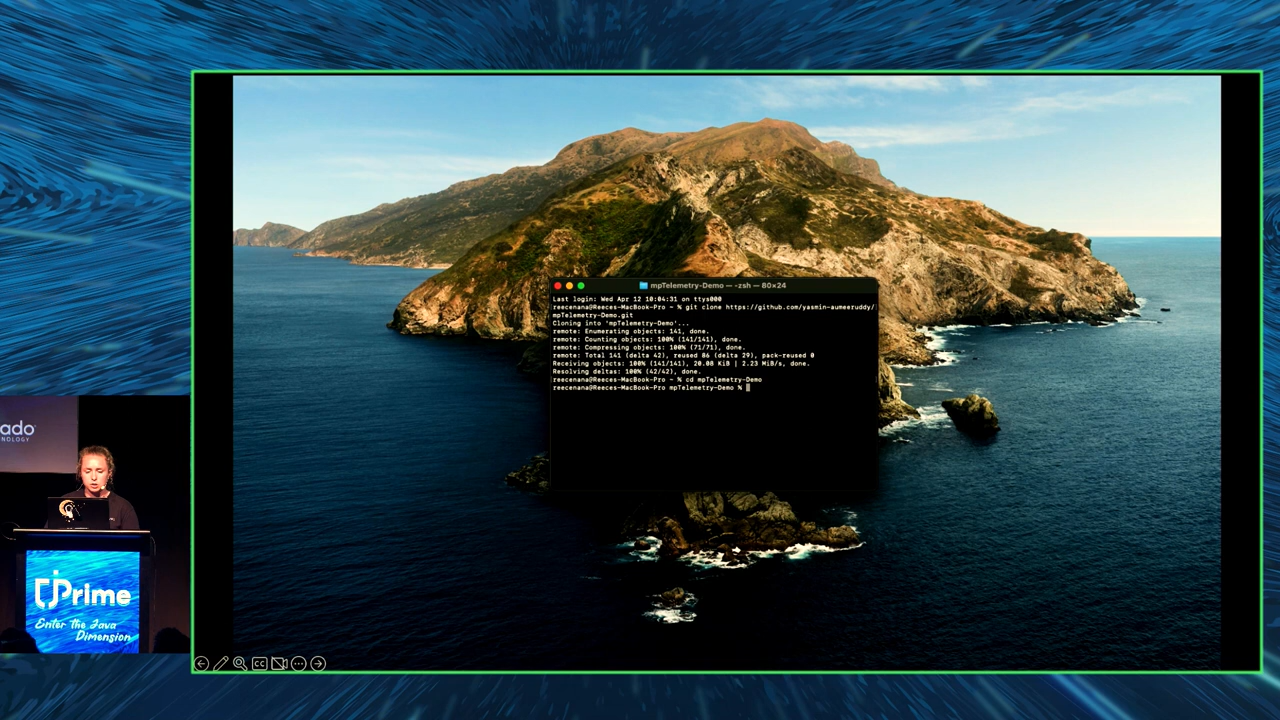 mpTelemetry-Demo — -zsh — 80×24
Last login: Wed Apr 12 10:04:31 on ttys000
reecenana@Reeces-MacBook-Pro ~ % git clone https://github.com/yasmin-aumeeruddy/
mpTelemetry-Demo.git
Cloning into 'mpTelemetry-Demo'...
remote: Enumerating objects: 141, done.
remote: Counting objects: 100% (141/141), done.
remote: Compressing objects: 100% (71/71), done.
remote: Total 141 (delta 42), reused 86 (delta 29), pack-reused 0
Receiving objects: 100% (141/141), 20.08 KiB | 2.23 MiB/s, done.
Resolving deltas: 100% (42/42), done.
reecenana@Reeces-MacBook-Pro ~ % cd mpTelemetry-Demo
reecenana@Reeces-MacBook-Pro mpTelemetry-Demo %
ado
NOLOGY
jPrime
Enter the Java
Dimension
CC